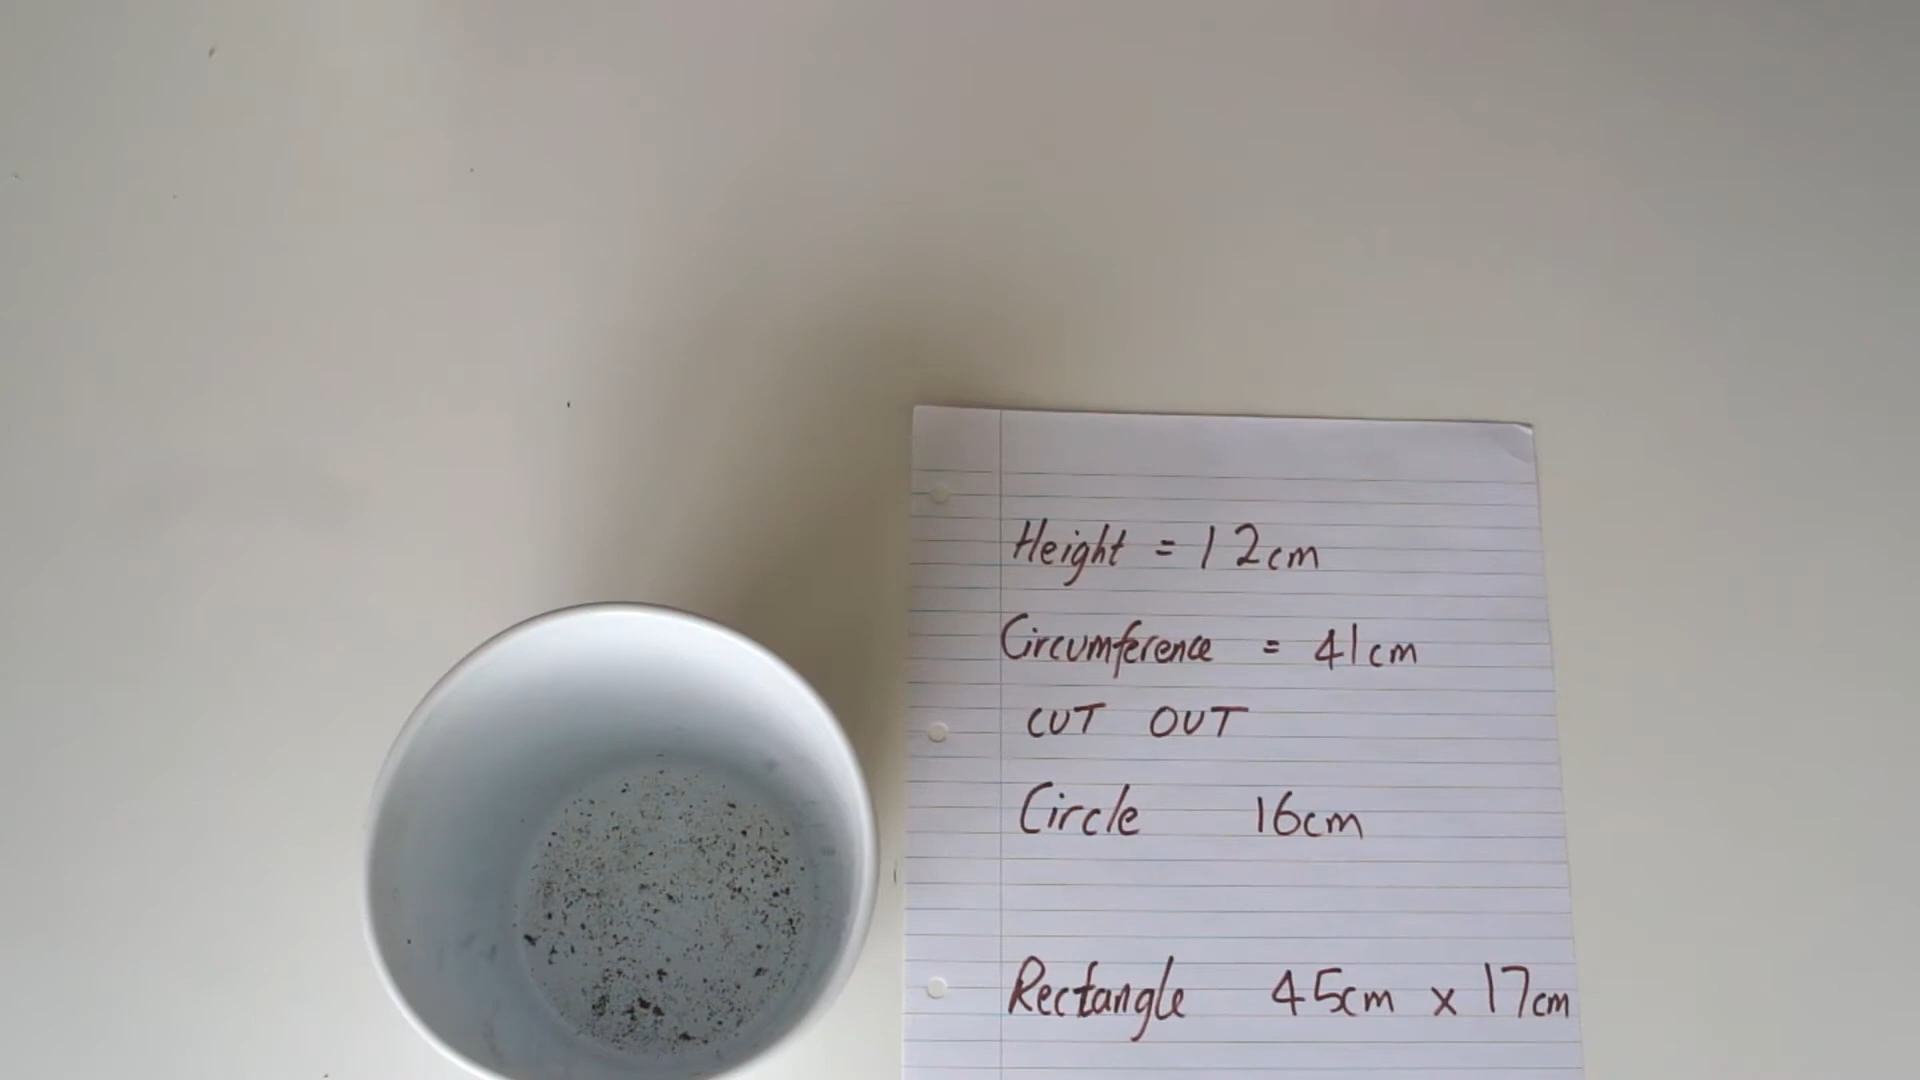 Height = 12cm
Circumference = 41cm
CUT OUT
Circle 16cm
Rectangle 45cm x 17cm